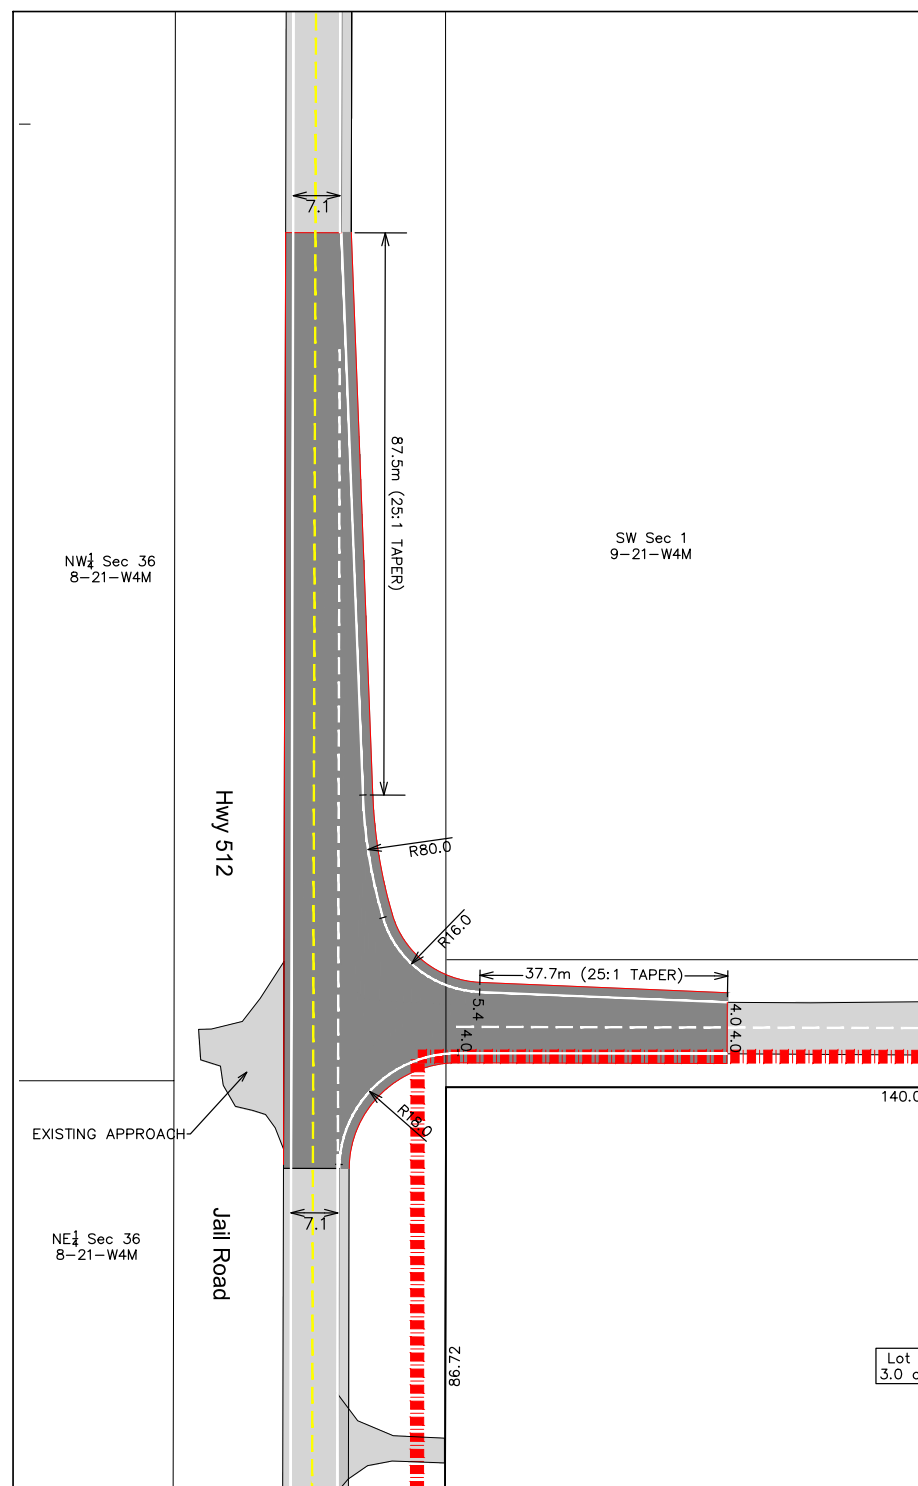 7.1
87.5m (25:1 TAPER)
SW Sec 1
9-21-W4M
NW¼ Sec 36
8-21-W4M
Hwy 512
R80.0
R16.0
37.7m (25:1 TAPER)
5.4
4.0
4.0
4.0
140.0
R18.0
EXISTING APPROACH
7.1
Jail Road
NE¼ Sec 36
8-21-W4M
86.72
Lot
3.0